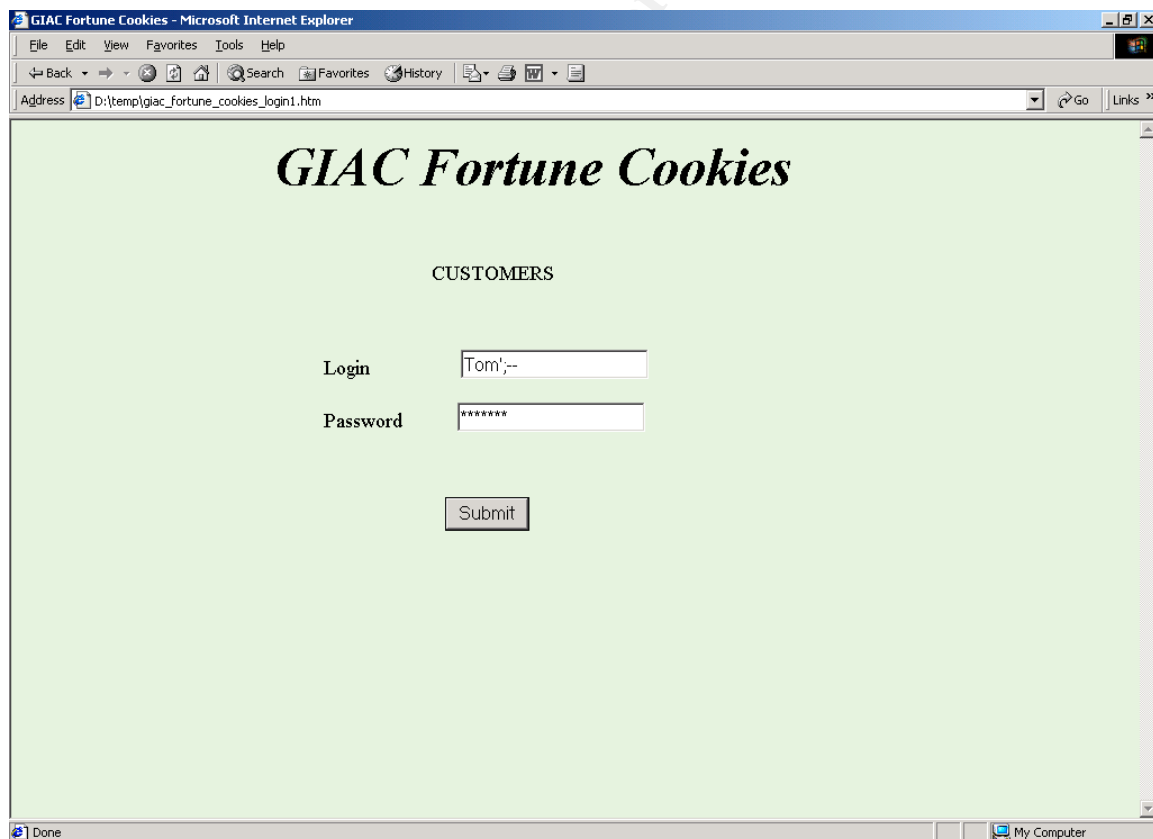 GIAC Fortune Cookies - Microsoft Internet Explorer
File Edit View Favorites Tools Help
Back Search Favorites History
Address D:\temp\giac_fortune_cookies_login1.htm Go Links »
GIAC Fortune Cookies
CUSTOMERS
Login Tom';--
Password *******
Submit
Done My Computer